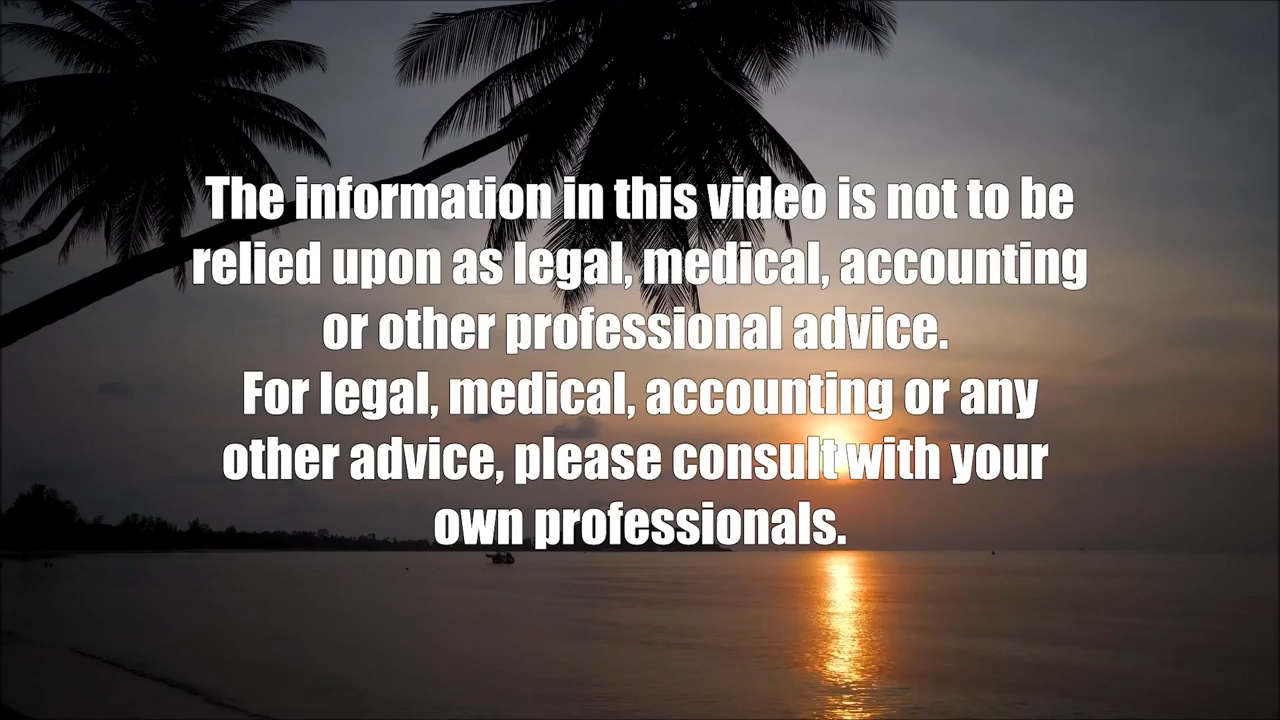 The information in this video is not to be
relied upon as legal, medical, accounting
or other professional advice.
For legal, medical, accounting or any
other advice, please consult with your
own professionals.